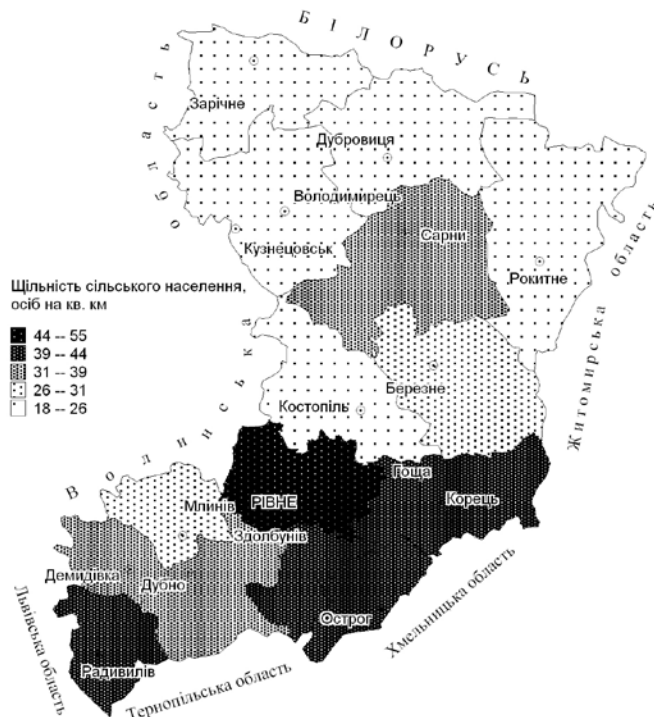 БІЛОРУСЬ
Зарічне
Дубровиця
Володимирець
Кузнецовськ
Сарни
Рокитне
Житомирська область
Волинська область
Щільність сільського населення,
осіб на кв. км
44 -- 55
39 -- 44
31 -- 39
26 -- 31
18 -- 26
Березне
Костопіль
Гоща
Корець
РІВНЕ
Млинів
Здолбунів
Демидівка
Дубно
Острог
Радивилів
Львівська область
Тернопільська область
Хмельницька область